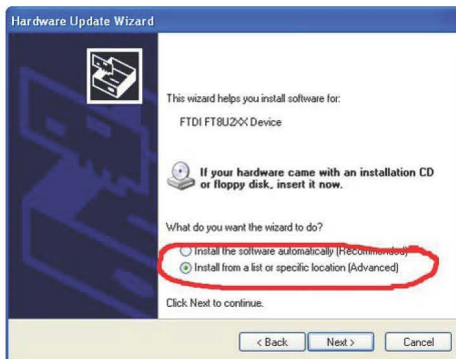 Hardware Update Wizard
This wizard helps you install software for:
FTDI FT8U2XX Device
If your hardware came with an installation CD
or floppy disk, insert it now.
What do you want the wizard to do?
Install the software automatically (Recommended)
Install from a list or specific location (Advanced)
Click Next to continue.
< Back
Next >
Cancel